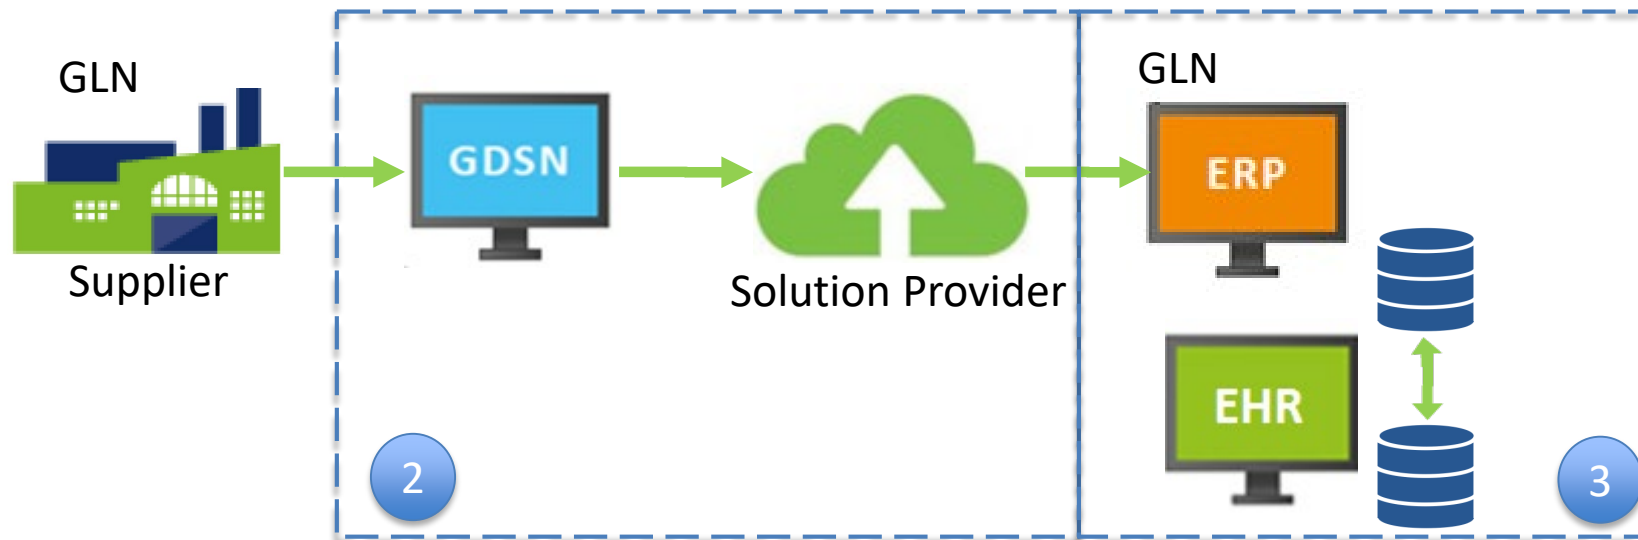 GLN
Supplier
GDSN
Solution Provider
2
GLN
ERP
EHR
3